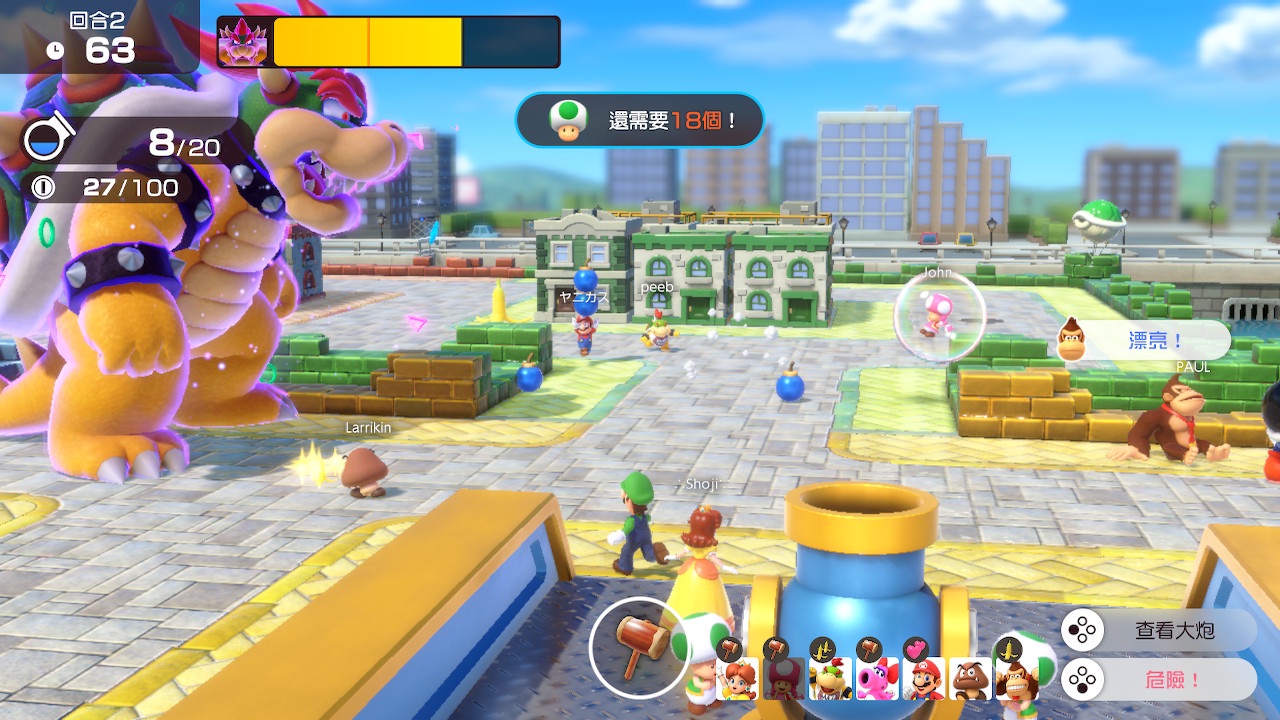 回合2
63
8/20
27/100
還需要18個！
John
ヤニカス
peeb
漂亮！
PAUL
Larrikin
Shoji
查看大炮
危險！